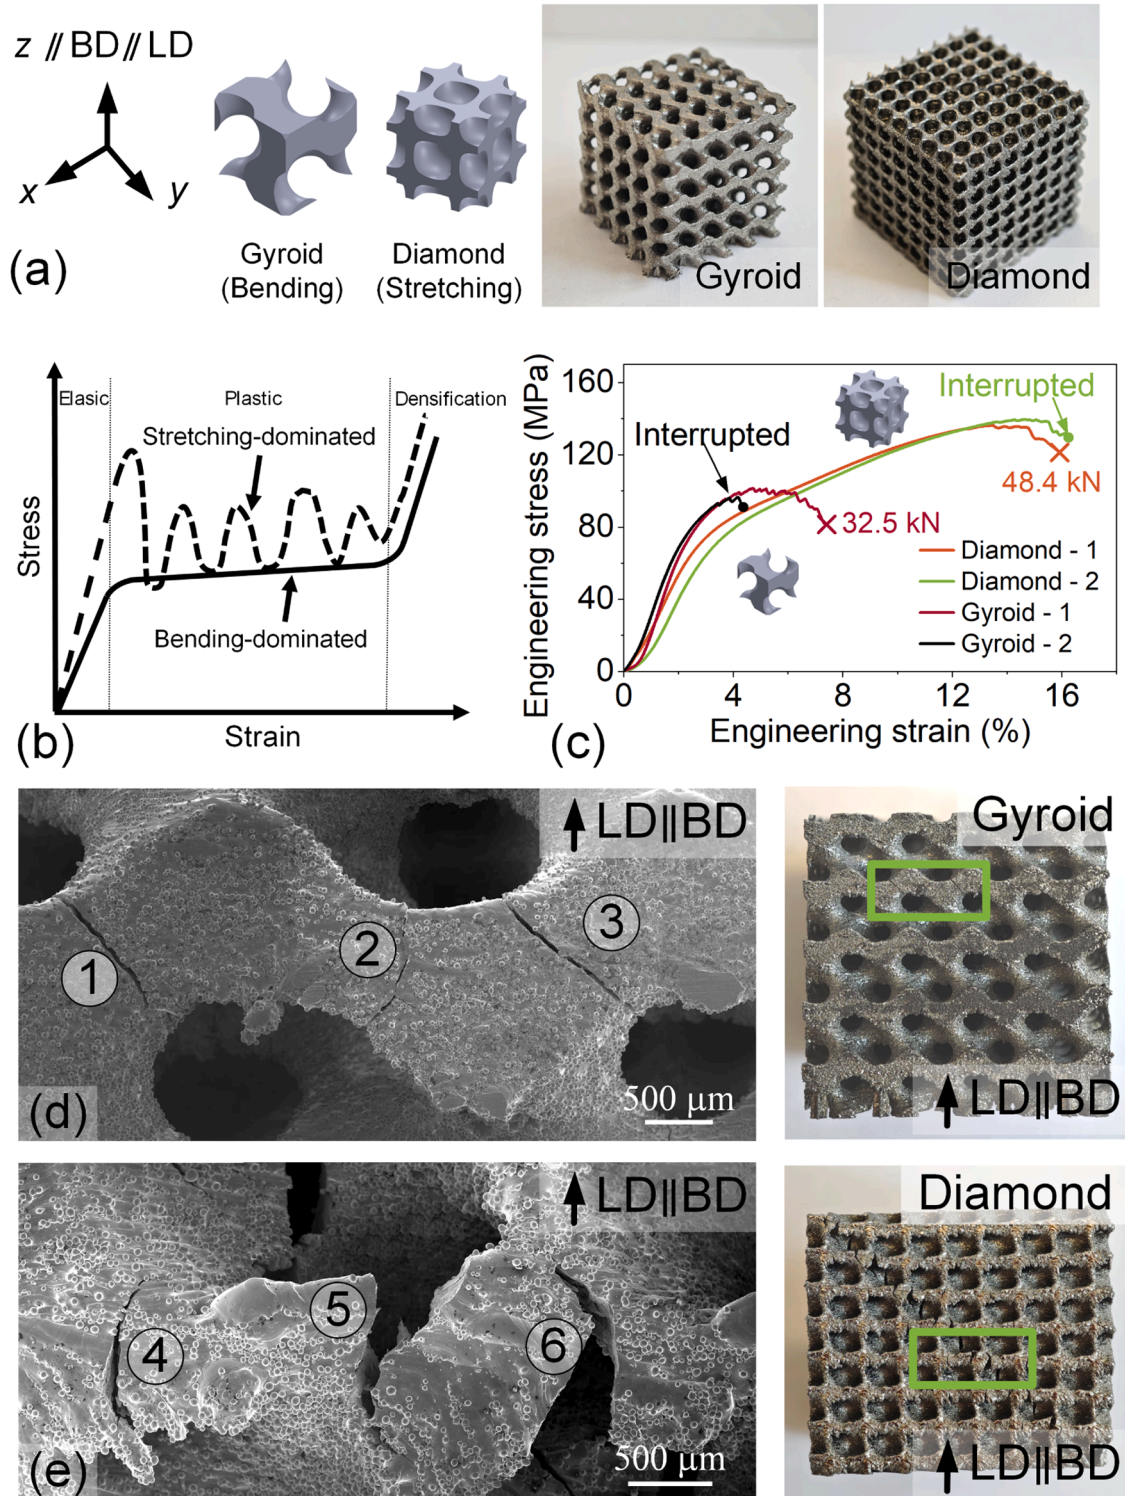 z // BD // LD
x
y
(a)
Gyroid
(Bending)
Diamond
(Stretching)
Gyroid
Diamond
Elasic
Plastic
Densification
Stretching-dominated
Bending-dominated
Stress
Strain
(b)
Engineering stress (MPa)
160
120
80
40
0
0
4
8
12
16
Engineering strain (%)
Interrupted
Interrupted
48.4 kN
32.5 kN
Diamond - 1
Diamond - 2
Gyroid - 1
Gyroid - 2
(c)
LD||BD
1
2
3
500 μm
(d)
Gyroid
LD||BD
LD||BD
4
5
6
500 μm
(e)
Diamond
LD||BD